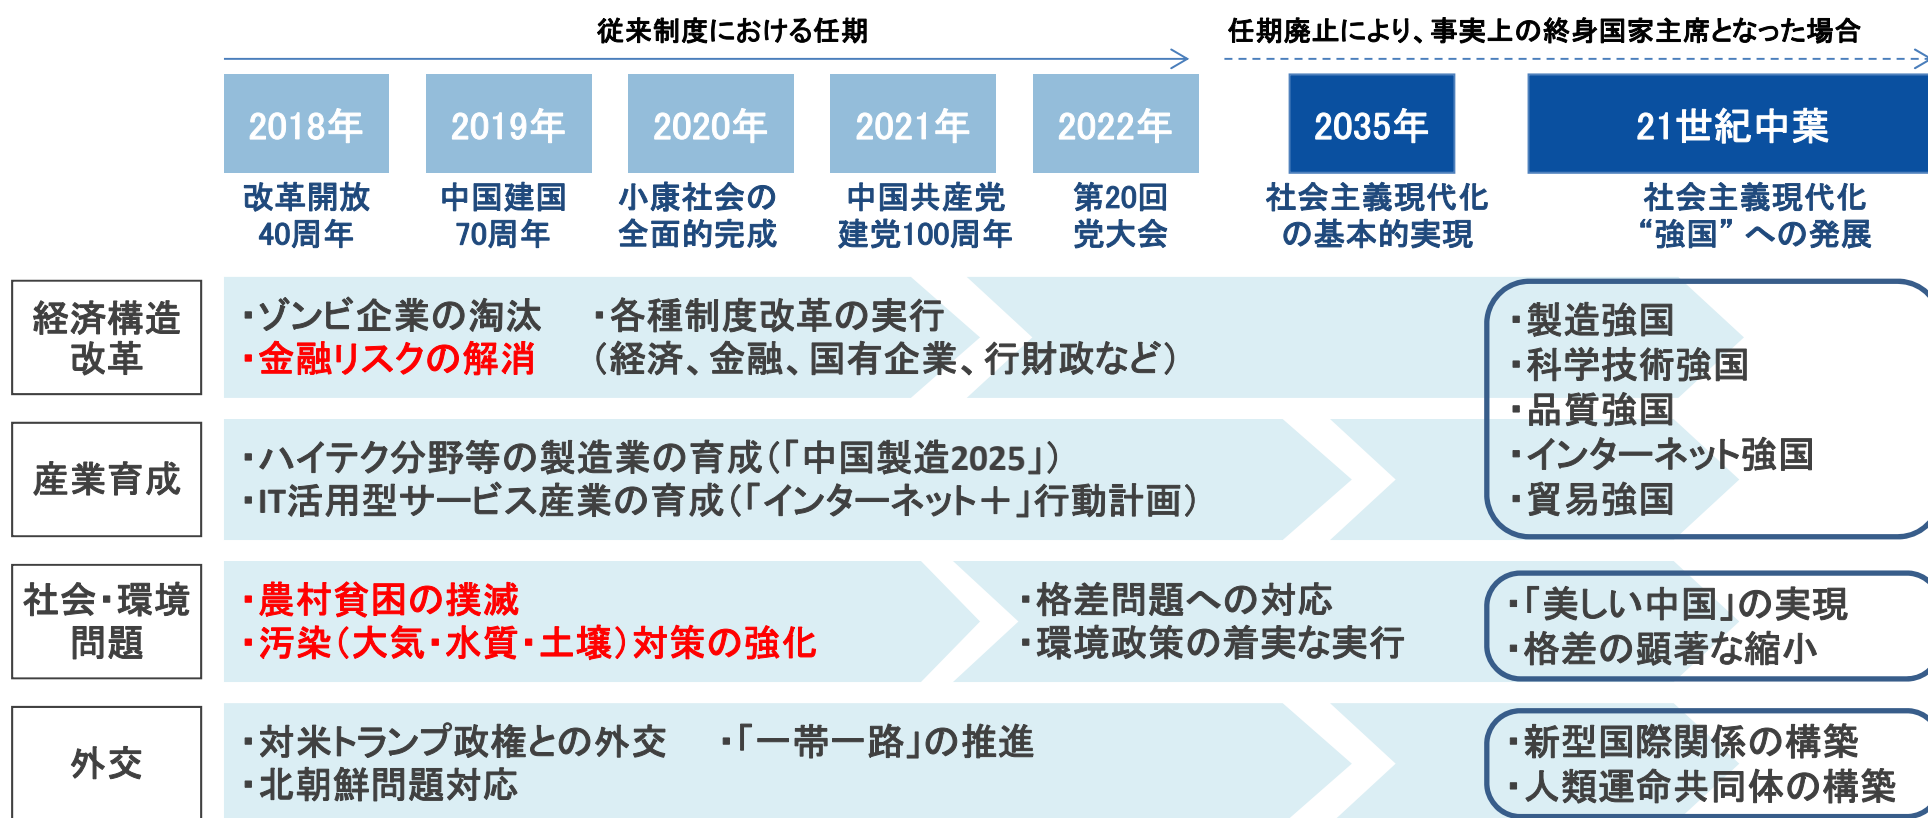 従来制度における任期
任期廃止により、事実上の終身国家主席となった場合
2018年
2019年
2020年
2021年
2022年
2035年
21世紀中葉
改革開放
40周年
中国建国
70周年
小康社会の
全面的完成
中国共産党
建党100周年
第20回
党大会
社会主義現代化
の基本的実現
社会主義現代化
“強国” への発展
経済構造
改革
・ゾンビ企業の淘汰
・金融リスクの解消
・各種制度改革の実行
（経済、金融、国有企業、行財政など）
・製造強国
・科学技術強国
・品質強国
・インターネット強国
・貿易強国
産業育成
・ハイテク分野等の製造業の育成（「中国製造2025」）
・IT活用型サービス産業の育成（「インターネット＋」行動計画）
社会・環境
問題
・農村貧困の撲滅
・汚染（大気・水質・土壌）対策の強化
・格差問題への対応
・環境政策の着実な実行
・「美しい中国」の実現
・格差の顕著な縮小
外交
・対米トランプ政権との外交
・「一帯一路」の推進
・北朝鮮問題対応
・新型国際関係の構築
・人類運命共同体の構築